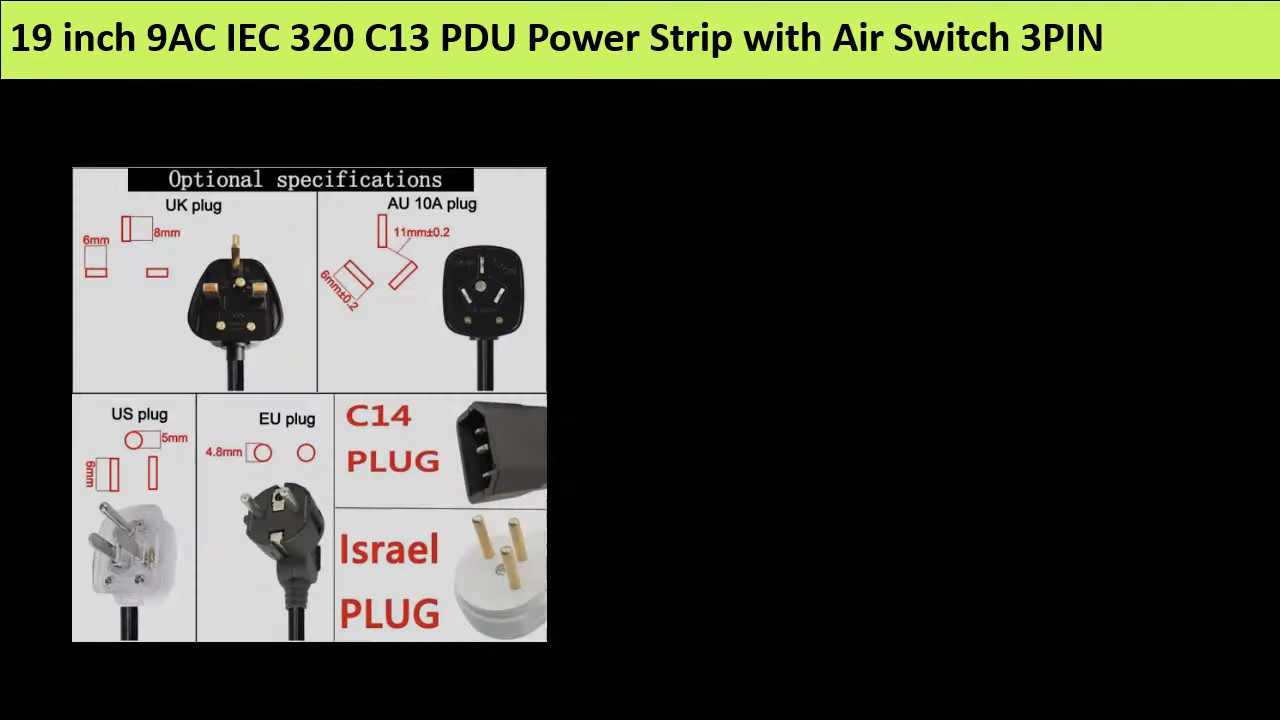 19 inch 9AC IEC 320 C13 PDU Power Strip with Air Switch 3PIN
Optional specifications
UK plug
8mm
6mm
AU 10A plug
11mm±0.2
6mm±0.2
US plug
5mm
6mm
EU plug
4.8mm
C14
PLUG
Israel
PLUG